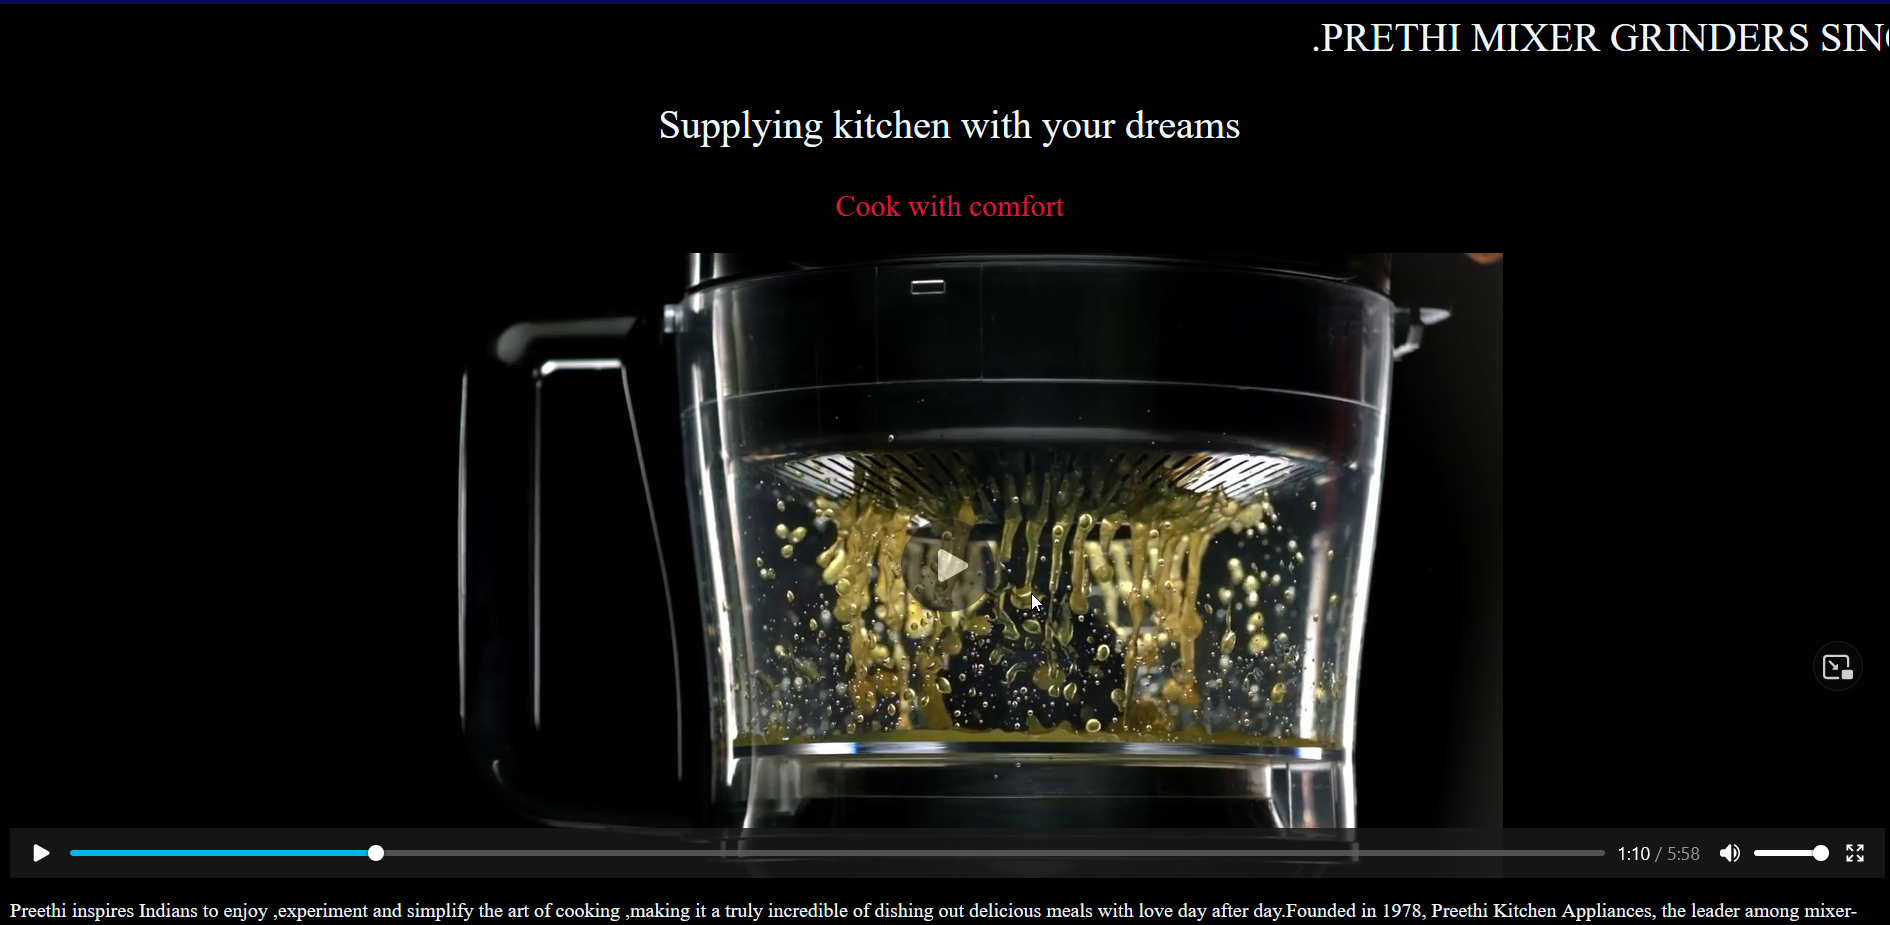 .PRETHI MIXER GRINDERS SIN
Supplying kitchen with your dreams
Cook with comfort
1:10 / 5:58
Preethi inspires Indians to enjoy ,experiment and simplify the art of cooking ,making it a truly incredible of dishing out delicious meals with love day after day.Founded in 1978, Preethi Kitchen Appliances, the leader among mixer-